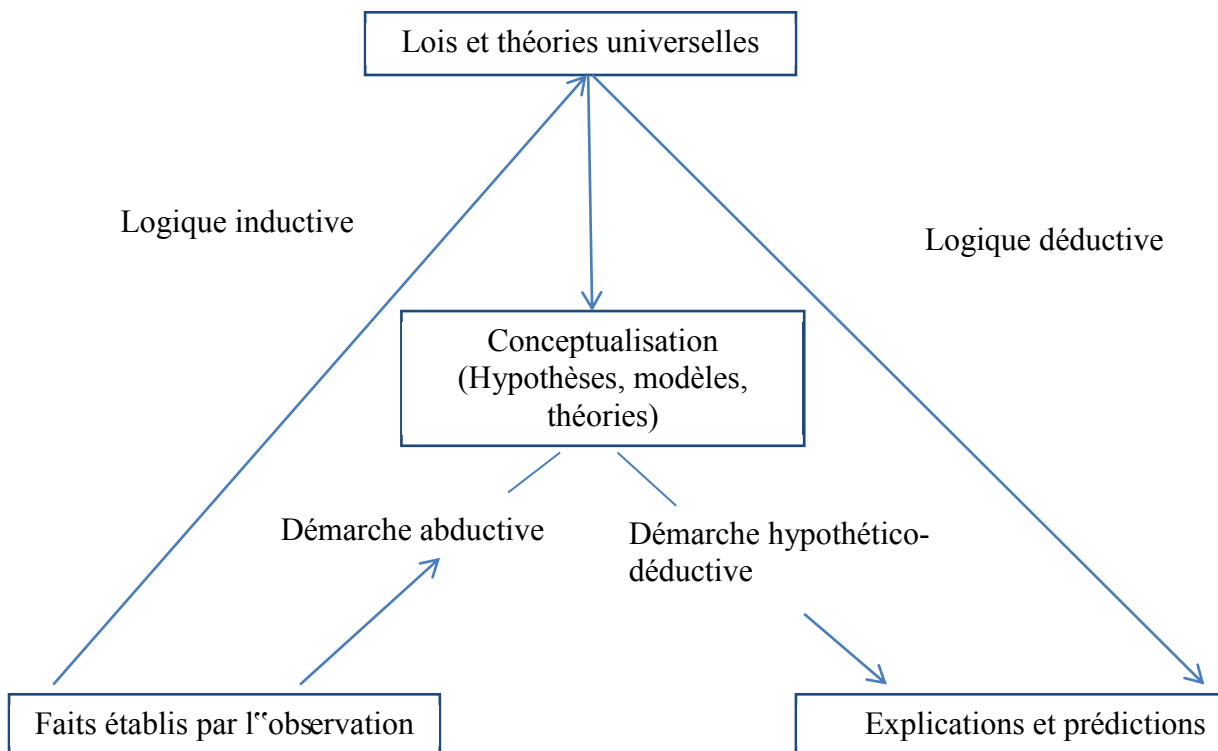 Lois et théories universelles
Logique inductive
Logique déductive
Conceptualisation
(Hypothèses, modèles,
théories)
Démarche abductive
Démarche hypothético-
déductive
Faits établis par l‟observation
Explications et prédictions